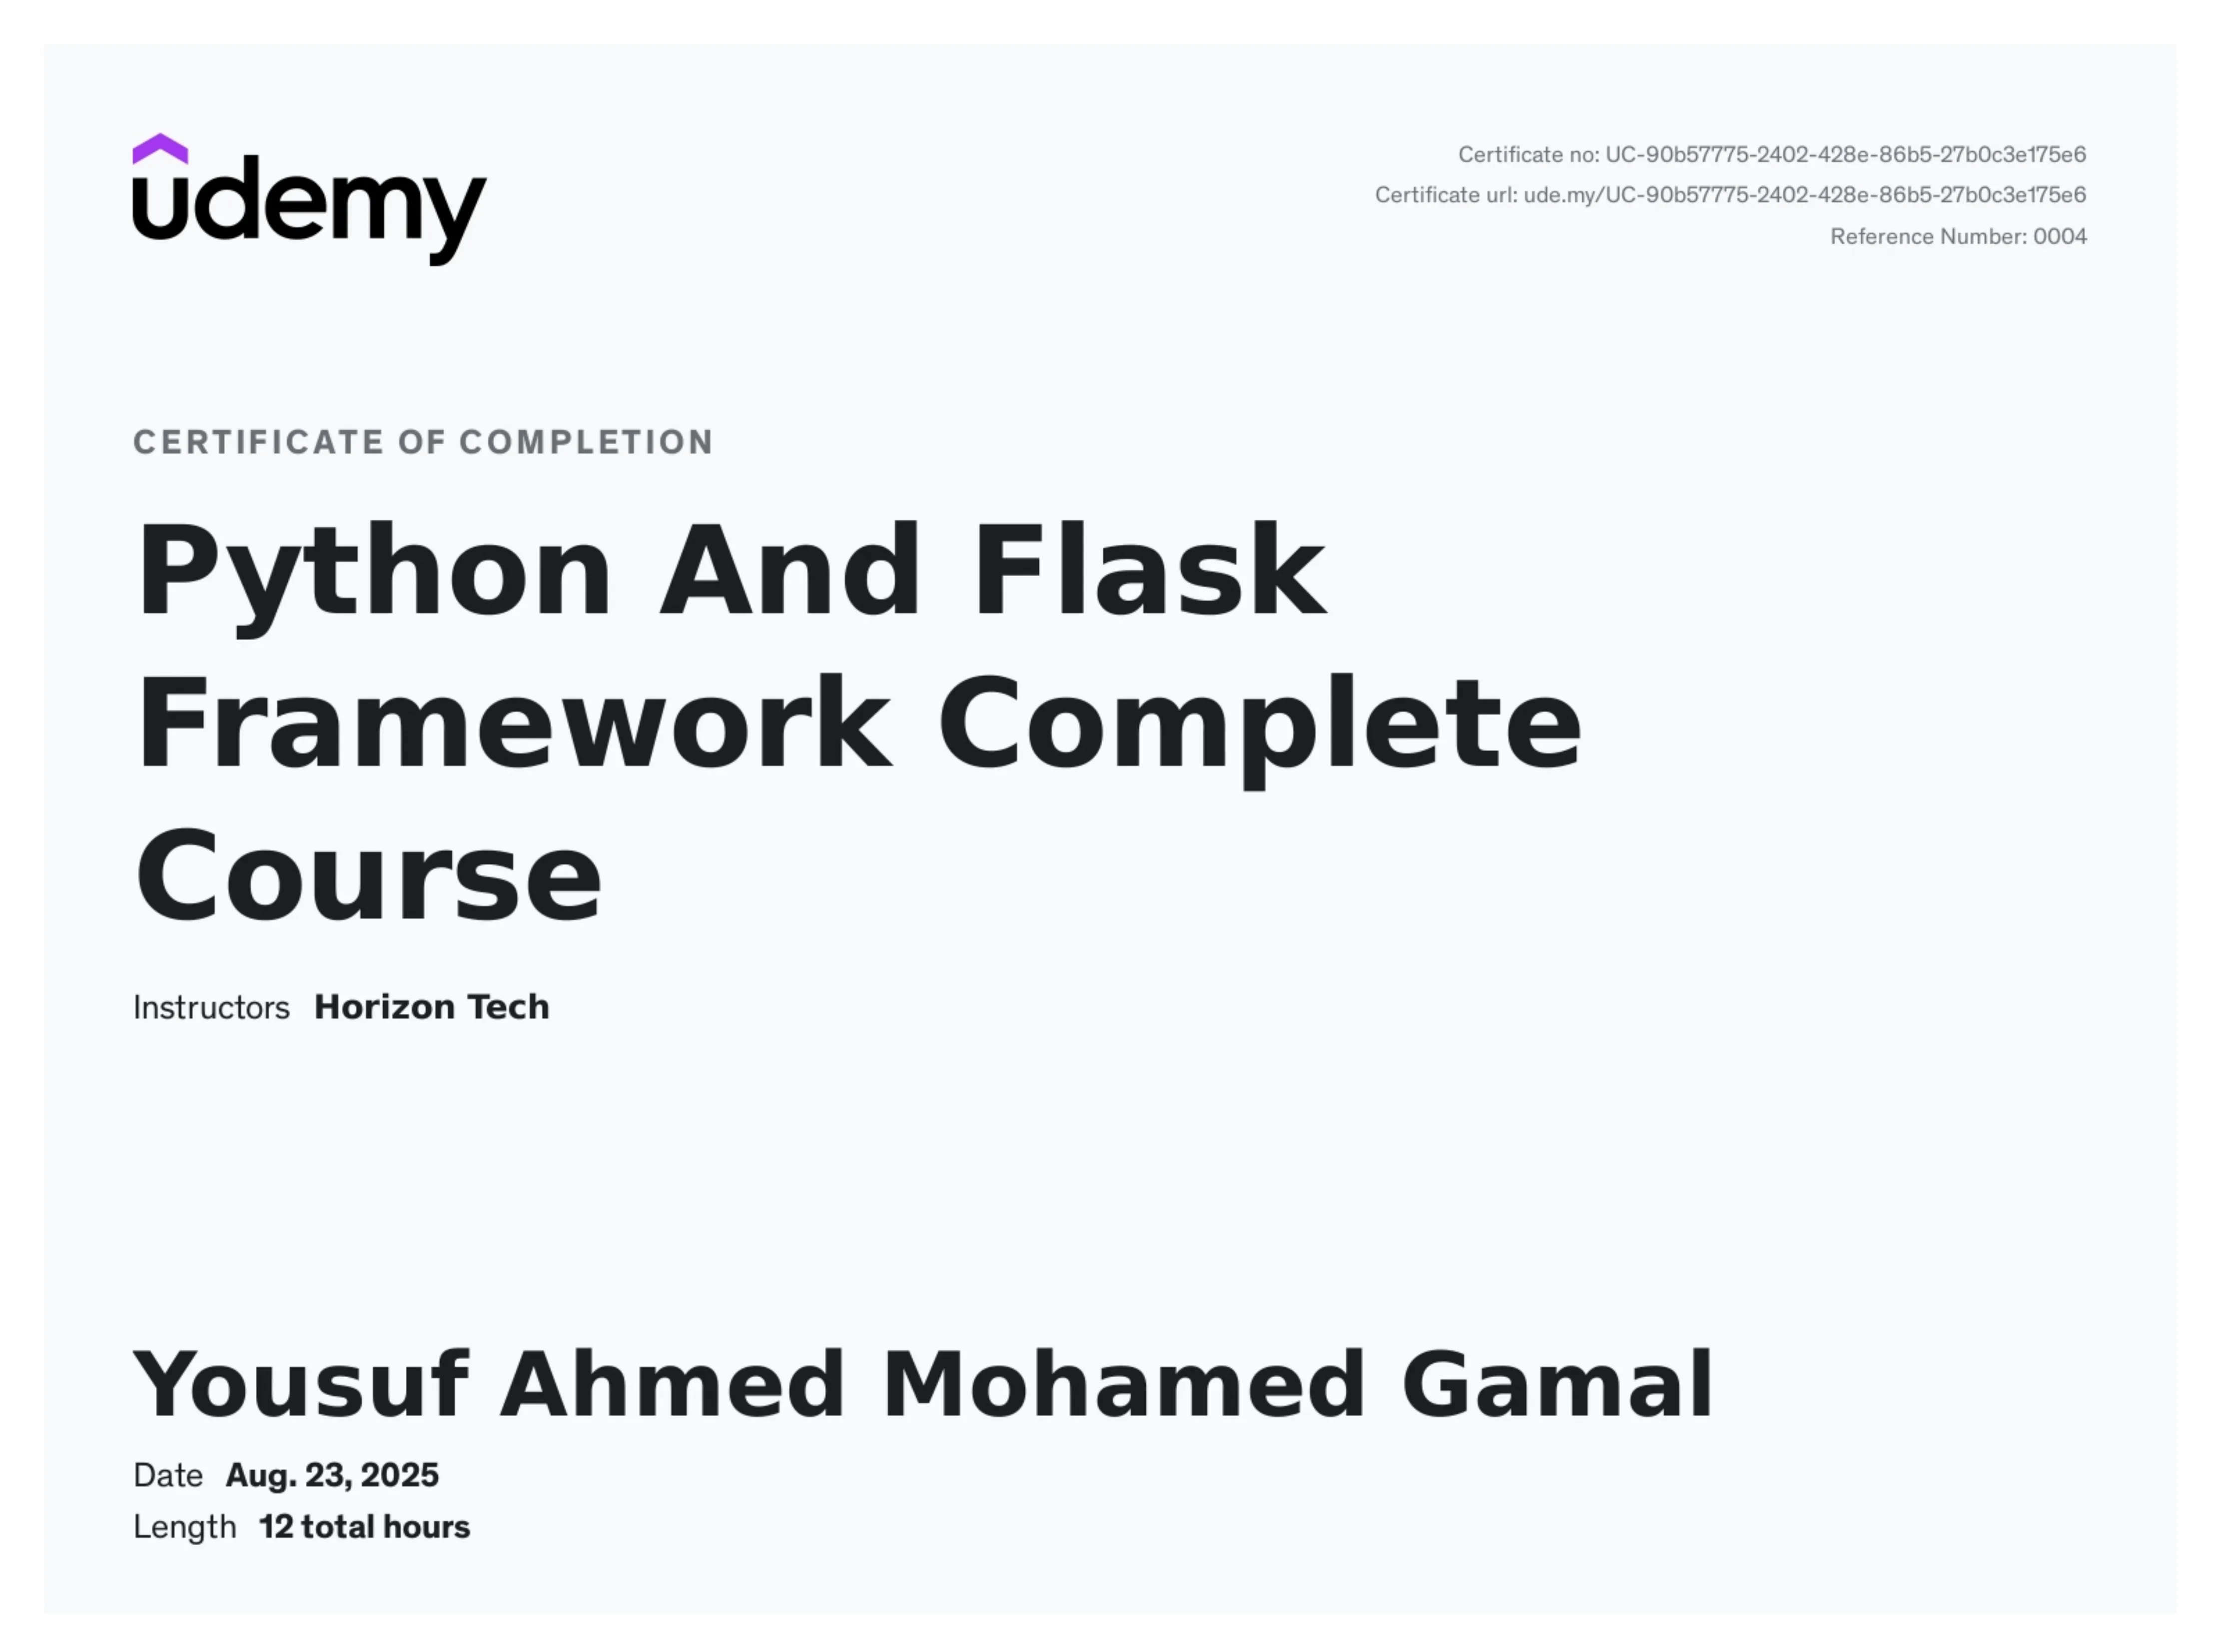 udemy
Certificate no: UC-90b57775-2402-428e-86b5-27b0c3e175e6
Certificate url: ude.my/UC-90b57775-2402-428e-86b5-27b0c3e175e6
Reference Number: 0004
CERTIFICATE OF COMPLETION
Python And Flask
Framework Complete
Course
Instructors Horizon Tech
Yousuf Ahmed Mohamed Gamal
Date Aug. 23, 2025
Length 12 total hours